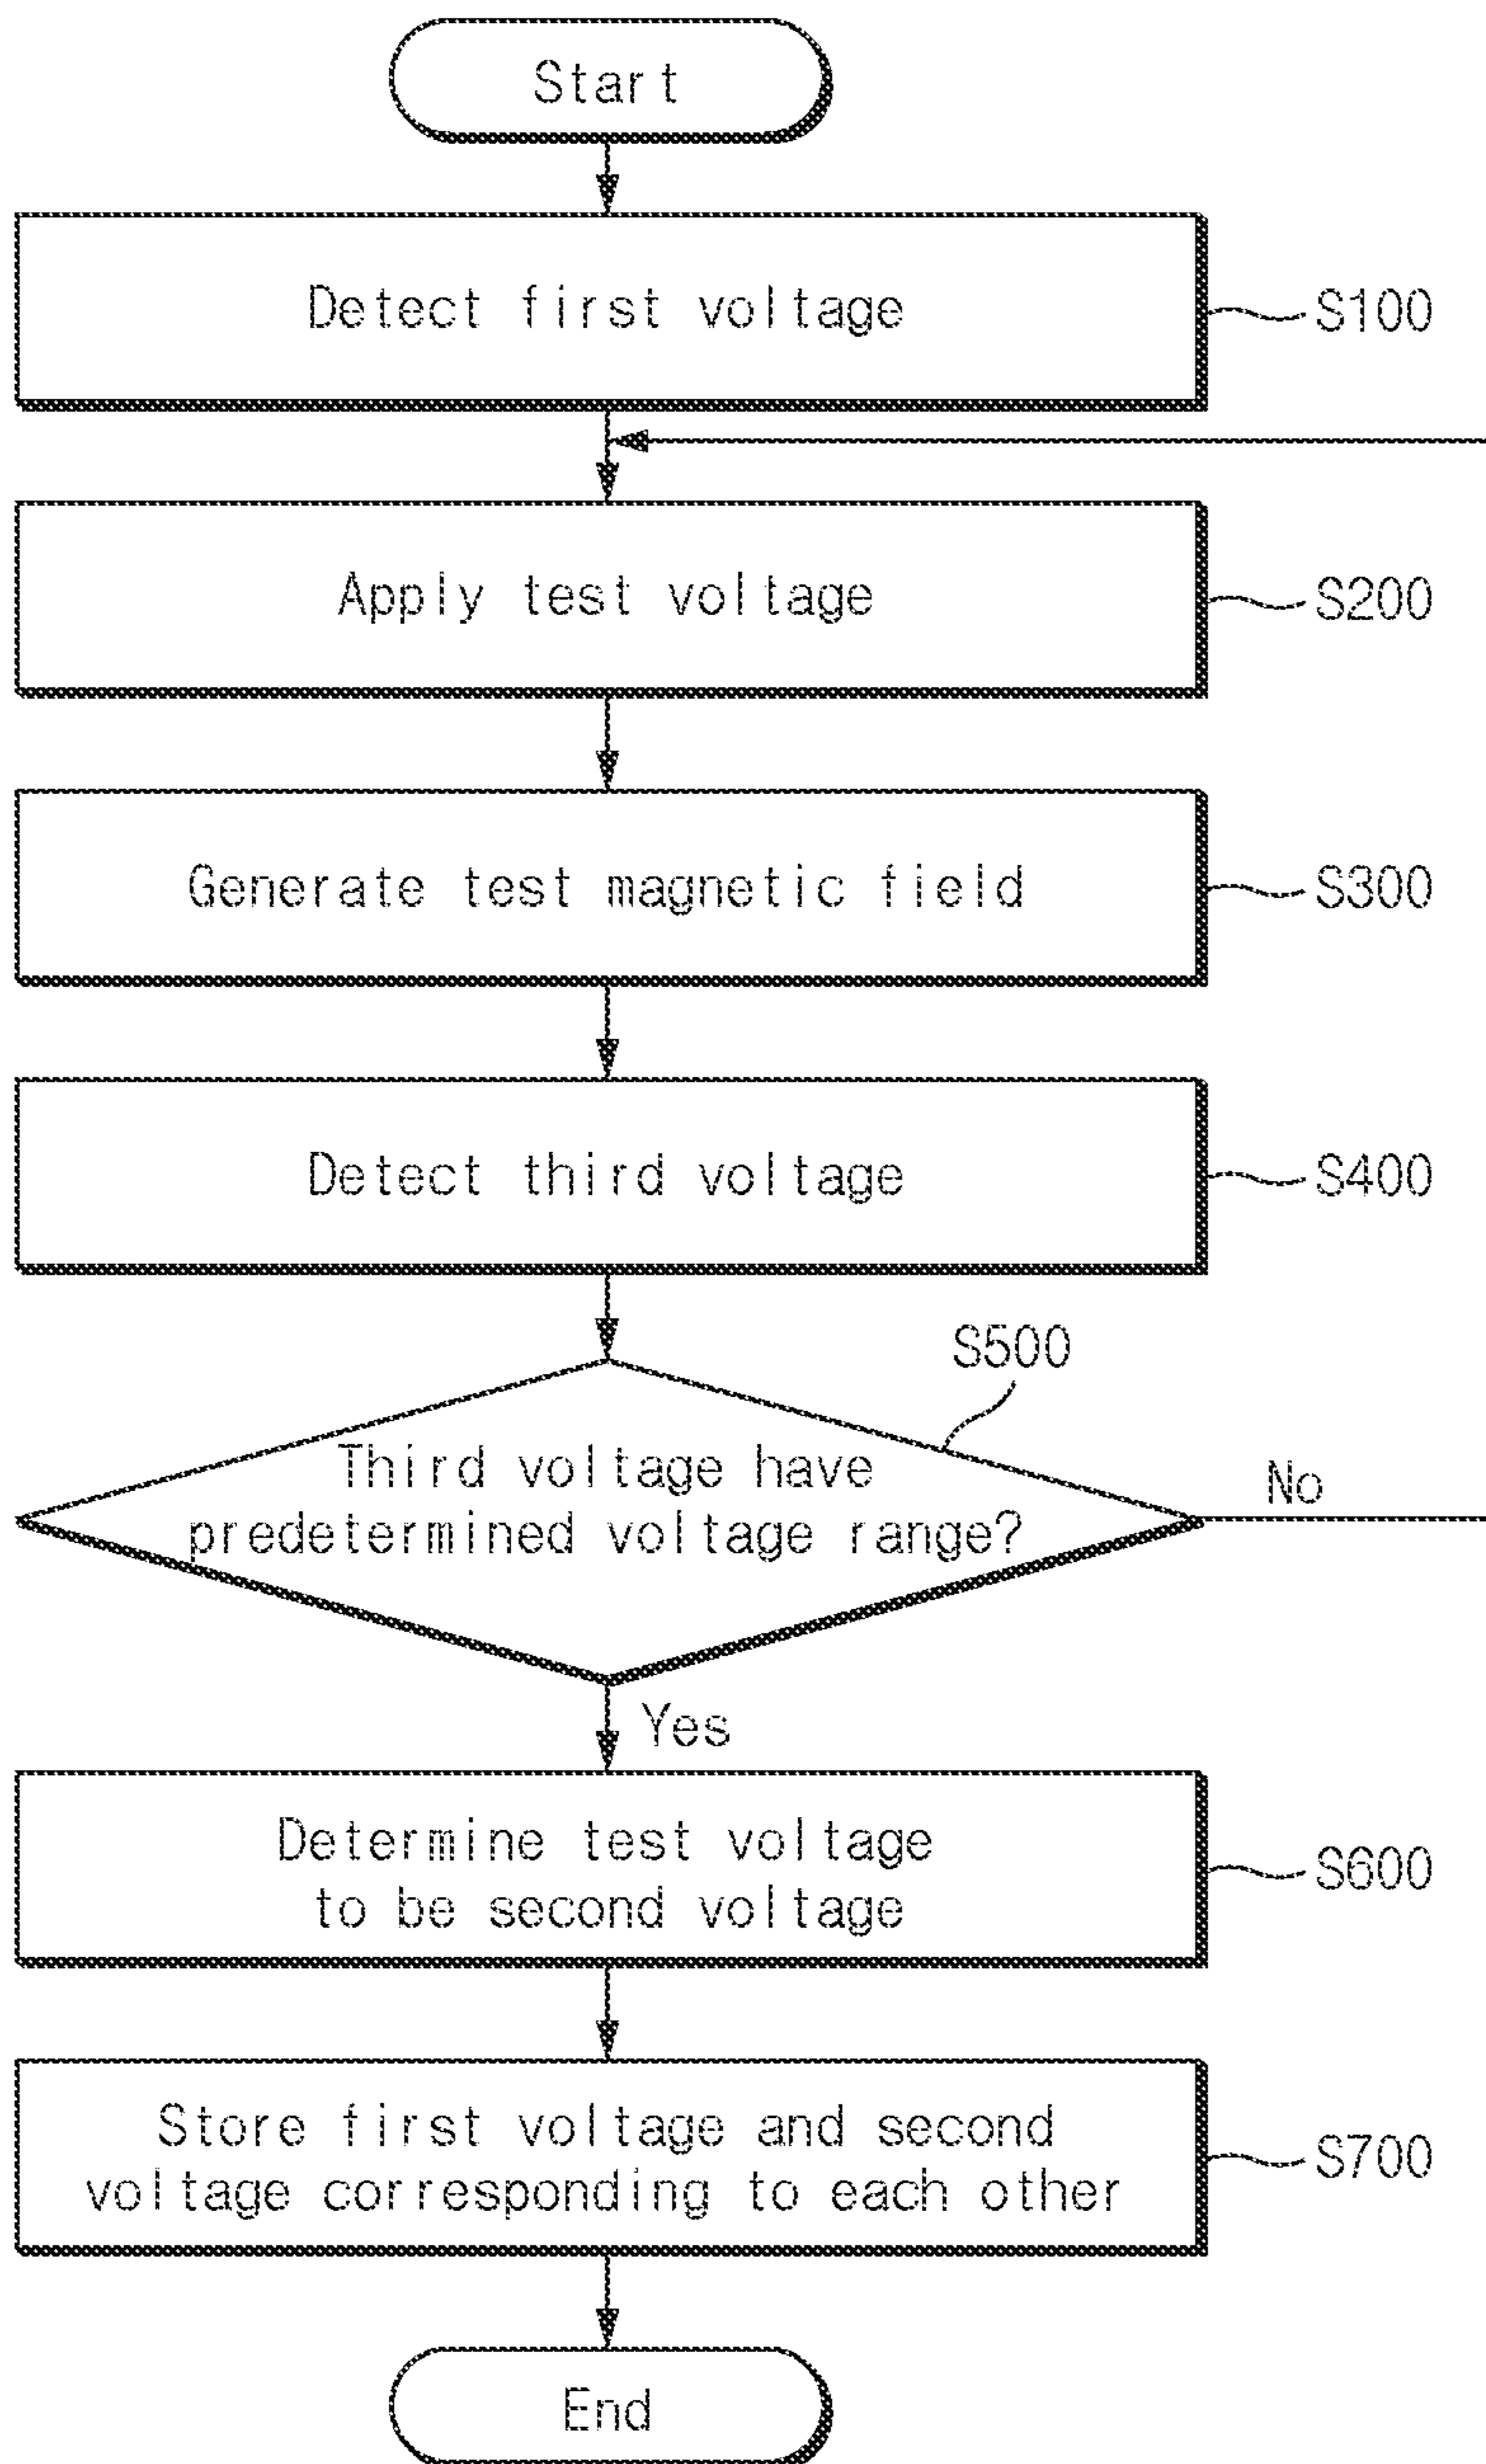 Start
Detect first voltage
S100
Apply test voltage
S200
Generate test magnetic field
S300
Detect third voltage
S400
S500
Third voltage have
predetermined voltage range?
No
Yes
Determine test voltage
to be second voltage
S600
Store first voltage and second
voltage corresponding to each other
S700
End